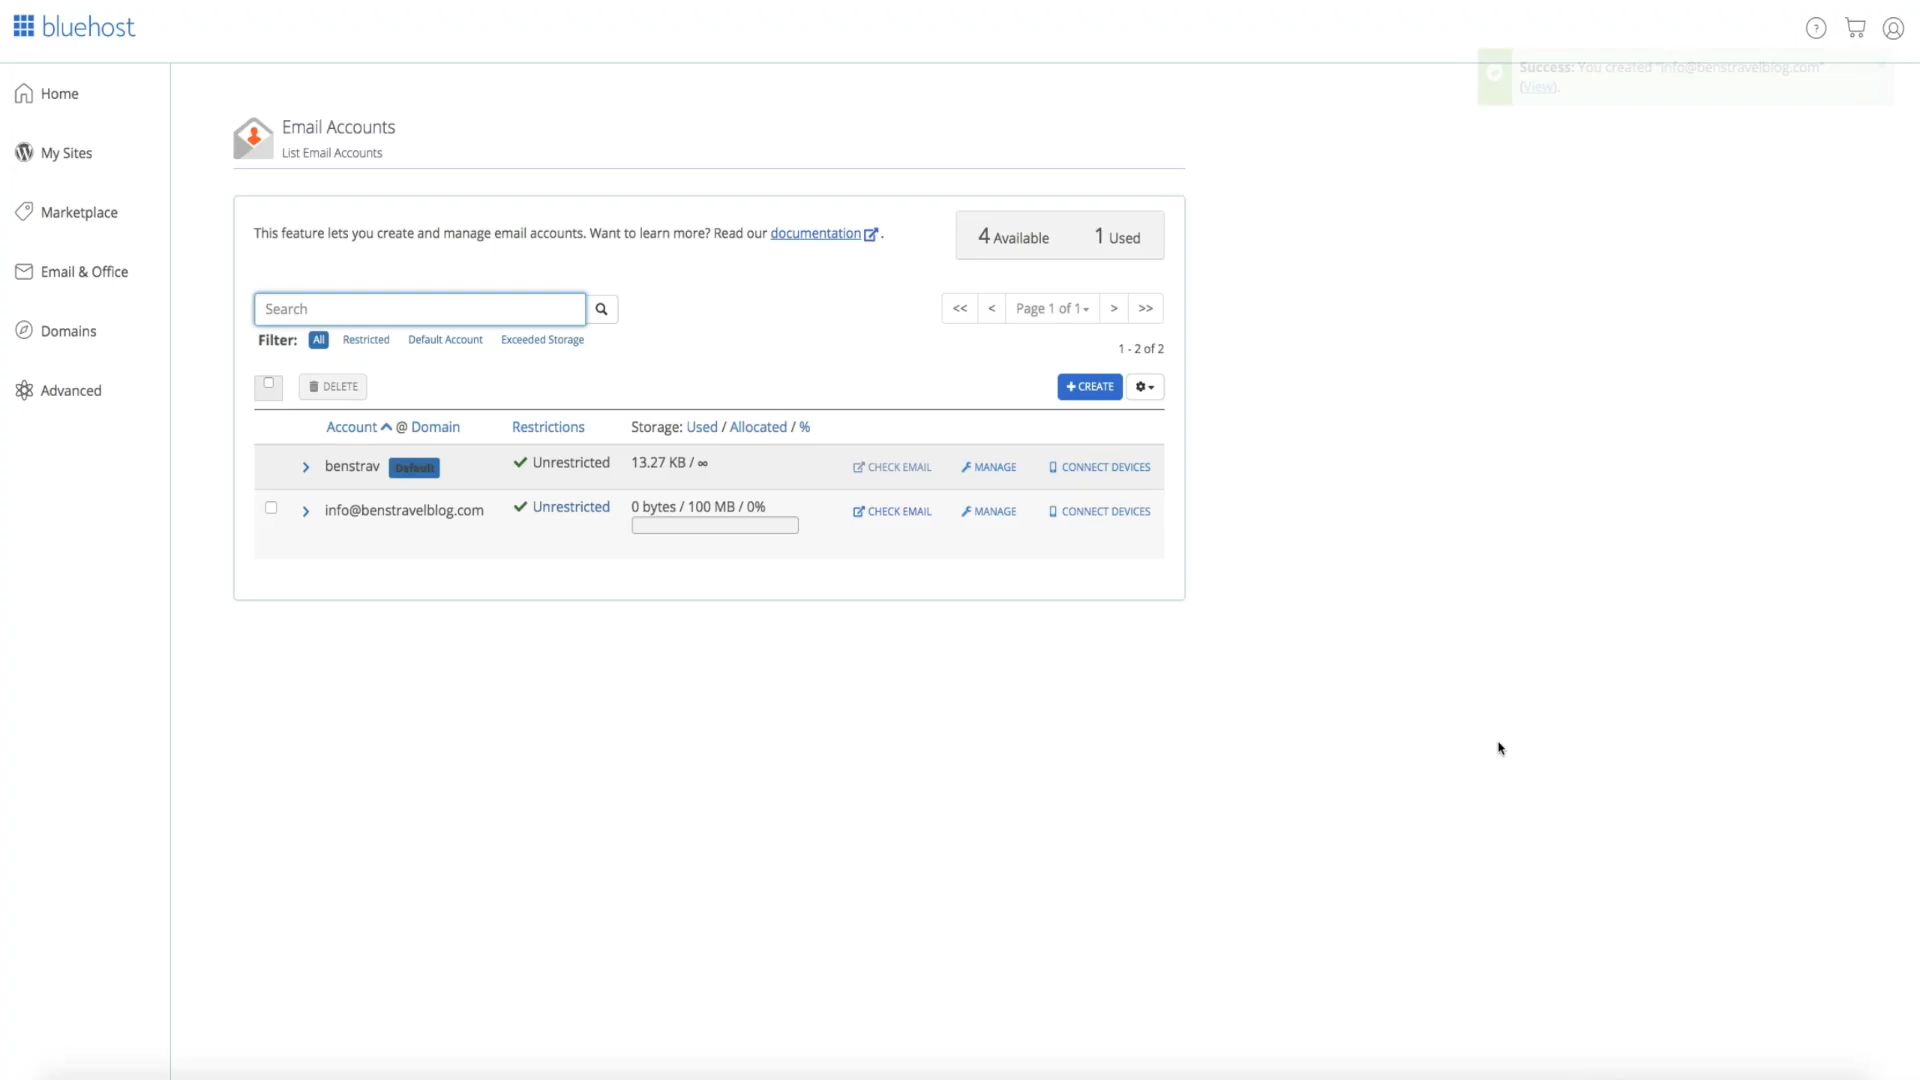 bluehost
Success: You created "info@benstravelblog.com"
(View).
Home
My Sites
Marketplace
Email & Office
Domains
Advanced
Email Accounts
List Email Accounts
This feature lets you create and manage email accounts. Want to learn more? Read our documentation.
4 Available 1 Used
Search
<< < Page 1 of 1 > >>
Filter: All Restricted Default Account Exceeded Storage
1 - 2 of 2
DELETE
+ CREATE
Account @ Domain Restrictions Storage: Used / Allocated / %
benstrav Default Unrestricted 13.27 KB / ∞ CHECK EMAIL MANAGE CONNECT DEVICES
info@benstravelblog.com Unrestricted 0 bytes / 100 MB / 0% CHECK EMAIL MANAGE CONNECT DEVICES